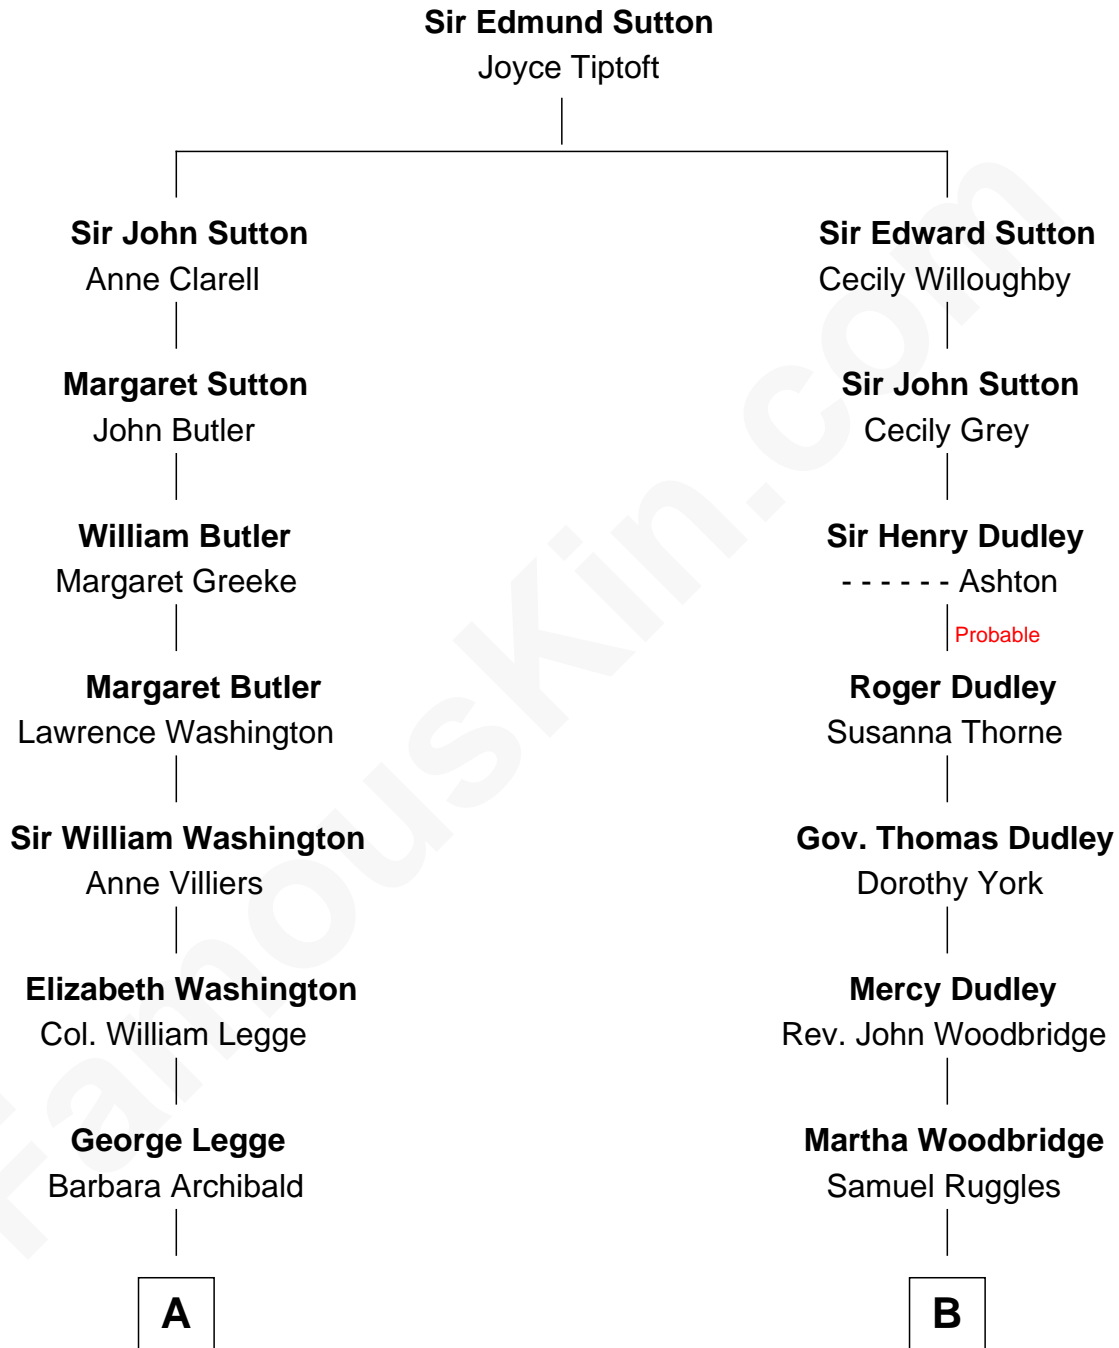 Sir Edmund Sutton
Joyce Tiptoft
Sir John Sutton
Anne Clarell
Margaret Sutton
John Butler
William Butler
Margaret Greeke
Margaret Butler
Lawrence Washington
Sir William Washington
Anne Villiers
Elizabeth Washington
Col. William Legge
George Legge
Barbara Archibald
A
Sir Edward Sutton
Cecily Willoughby
Sir John Sutton
Cecily Grey
Sir Henry Dudley
- - - - - - Ashton
Probable
Roger Dudley
Susanna Thorne
Gov. Thomas Dudley
Dorothy York
Mercy Dudley
Rev. John Woodbridge
Martha Woodbridge
Samuel Ruggles
B
FamousKin.com